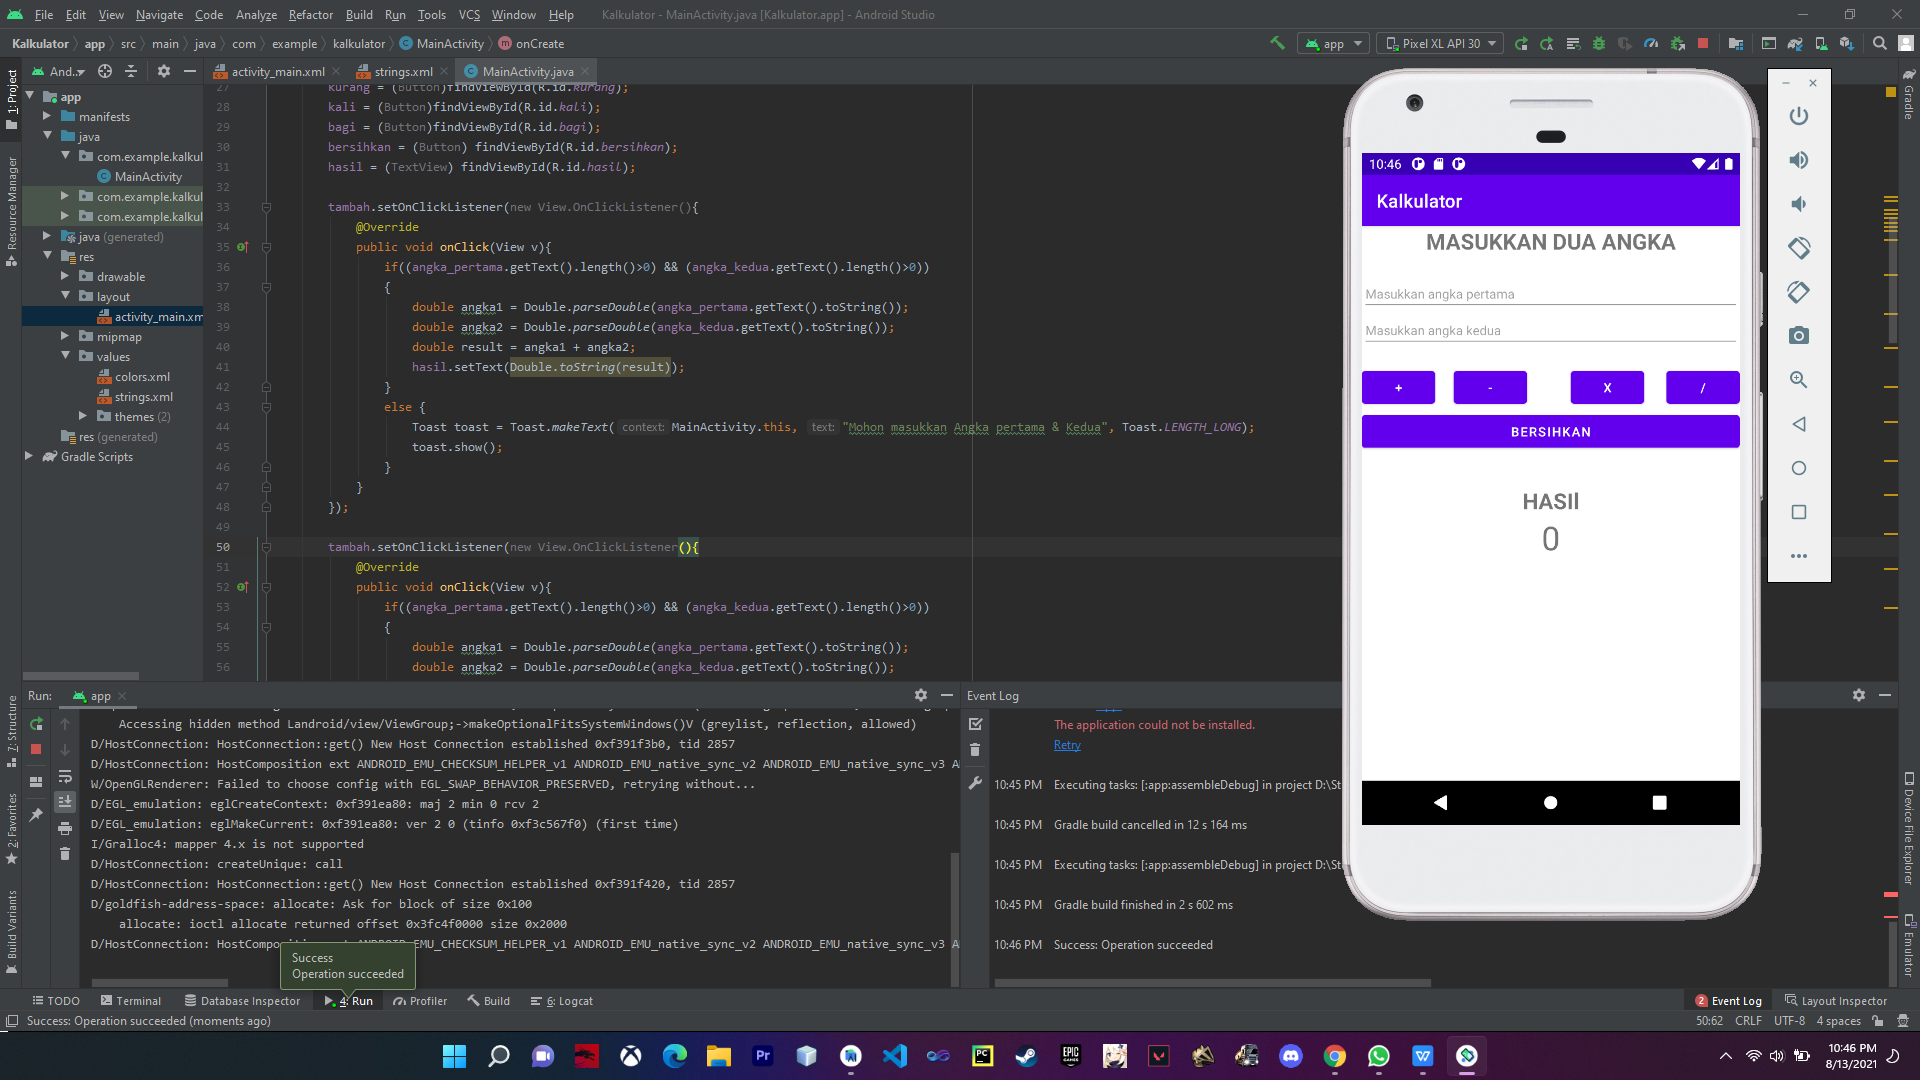 File Edit View Navigate Code Analyze Refactor Build Run Tools VCS Window Help Kalkulator - MainActivity.java [Kalkulator.app] - Android Studio
Kalkulator app src main java com example kalkulator MainActivity onCreate app Pixel XL API 30
And... activity_main.xml strings.xml MainActivity.java
1: Project
Resource Manager
Z: Structure
2: Favorites
Build Variants
app
manifests
java
com.example.kalkul
MainActivity
com.example.kalkul
com.example.kalkul
java (generated)
res
drawable
layout
activity_main.xm
mipmap
values
colors.xml
strings.xml
themes (2)
res (generated)
Gradle Scripts
27 kurang = (Button)findViewById(R.id.kurang);
28 kali = (Button)findViewById(R.id.kali);
29 bagi = (Button)findViewById(R.id.bagi);
30 bersihkan = (Button) findViewById(R.id.bersihkan);
31 hasil = (TextView) findViewById(R.id.hasil);
32
33 tambah.setOnClickListener(new View.OnClickListener(){
34 @Override
35 public void onClick(View v){
36 if((angka_pertama.getText().length()>0) && (angka_kedua.getText().length()>0))
37 {
38 double angka1 = Double.parseDouble(angka_pertama.getText().toString());
39 double angka2 = Double.parseDouble(angka_kedua.getText().toString());
40 double result = angka1 + angka2;
41 hasil.setText(Double.toString(result));
42 }
43 else {
44 Toast toast = Toast.makeText( context: MainActivity.this, text: "Mohon masukkan Angka pertama & Kedua", Toast.LENGTH_LONG);
45 toast.show();
46 }
47 }
48 });
49
50 tambah.setOnClickListener(new View.OnClickListener(){
51 @Override
52 public void onClick(View v){
53 if((angka_pertama.getText().length()>0) && (angka_kedua.getText().length()>0))
54 {
55 double angka1 = Double.parseDouble(angka_pertama.getText().toString());
56 double angka2 = Double.parseDouble(angka_kedua.getText().toString());
10:46
Kalkulator
MASUKKAN DUA ANGKA
Masukkan angka pertama
Masukkan angka kedua
+ - X /
BERSIHKAN
HASIl
0
Gradle
Device File Explorer
Emulator
Run: app
Accessing hidden method Landroid/view/ViewGroup;->makeOptionalFitsSystemWindows()V (greylist, reflection, allowed)
D/HostConnection: HostConnection::get() New Host Connection established 0xf391f3b0, tid 2857
D/HostConnection: HostComposition ext ANDROID_EMU_CHECKSUM_HELPER_v1 ANDROID_EMU_native_sync_v2 ANDROID_EMU_native_sync_v3
W/OpenGLRenderer: Failed to choose config with EGL_SWAP_BEHAVIOR_PRESERVED, retrying without...
D/EGL_emulation: eglCreateContext: 0xf391ea80: maj 2 min 0 rcv 2
D/EGL_emulation: eglMakeCurrent: 0xf391ea80: ver 2 0 (tinfo 0xf3c567f0) (first time)
I/Gralloc4: mapper 4.x is not supported
D/HostConnection: createUnique: call
D/HostConnection: HostConnection::get() New Host Connection established 0xf391f420, tid 2857
D/goldfish-address-space: allocate: Ask for block of size 0x100
allocate: ioctl allocate returned offset 0x3fc4f0000 size 0x2000
D/HostConnection: HostComposition ext ANDROID_EMU_CHECKSUM_HELPER_v1 ANDROID_EMU_native_sync_v2 ANDROID_EMU_native_sync_v3
Success
Operation succeeded
Event Log
The application could not be installed.
Retry
10:45 PM Executing tasks: [:app:assembleDebug] in project D:\St
10:45 PM Gradle build cancelled in 12 s 164 ms
10:45 PM Executing tasks: [:app:assembleDebug] in project D:\St
10:45 PM Gradle build finished in 2 s 602 ms
10:46 PM Success: Operation succeeded
TODO Terminal Database Inspector 4: Run Profiler Build 6: Logcat 2 Event Log Layout Inspector
Success: Operation succeeded (moments ago) 50:62 CRLF UTF-8 4 spaces
Pr PC EPIC GAMES W
10:46 PM
8/13/2021